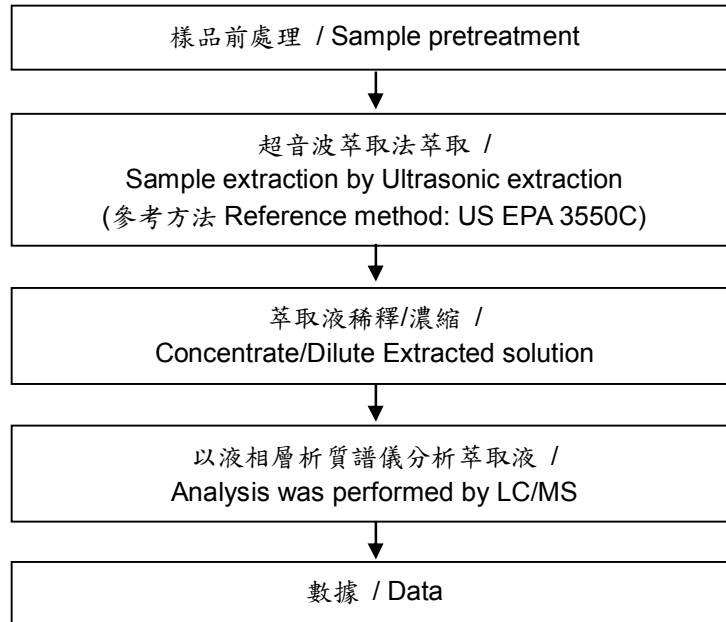 樣品前處理 / Sample pretreatment
超音波萃取法萃取 /
Sample extraction by Ultrasonic extraction
(參考方法 Reference method: US EPA 3550C)
萃取液稀釋/濃縮 /
Concentrate/Dilute Extracted solution
以液相層析質譜儀分析萃取液 /
Analysis was performed by LC/MS
數據 / Data